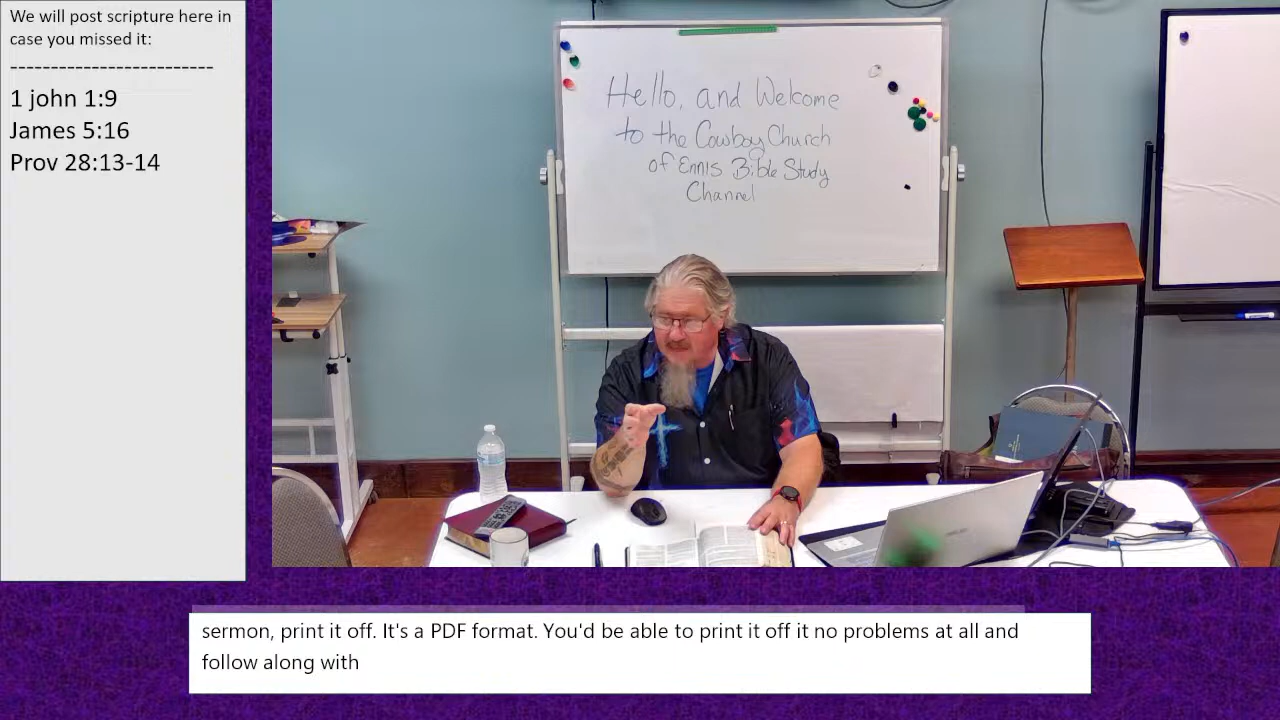 We will post scripture here in
case you missed it:
-------------------------
1 john 1:9
James 5:16
Prov 28:13-14
Hello, and Welcome
to the Cowboy Church
of Ennis Bible Study
Channel
sermon, print it off. It's a PDF format. You'd be able to print it off it no problems at all and
follow along with